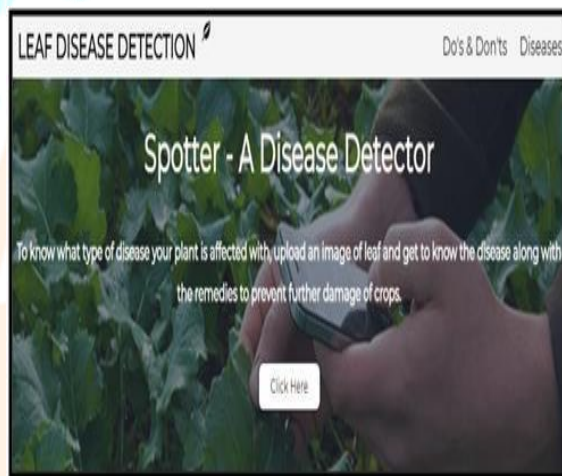 LEAF DISEASE DETECTION
Do's & Don'ts Diseases
Spotter - A Disease Detector
To know what type of disease your plant is affected with, upload an image of leaf and get to know the disease along with
the remedies to prevent further damage of crops.
Click Here